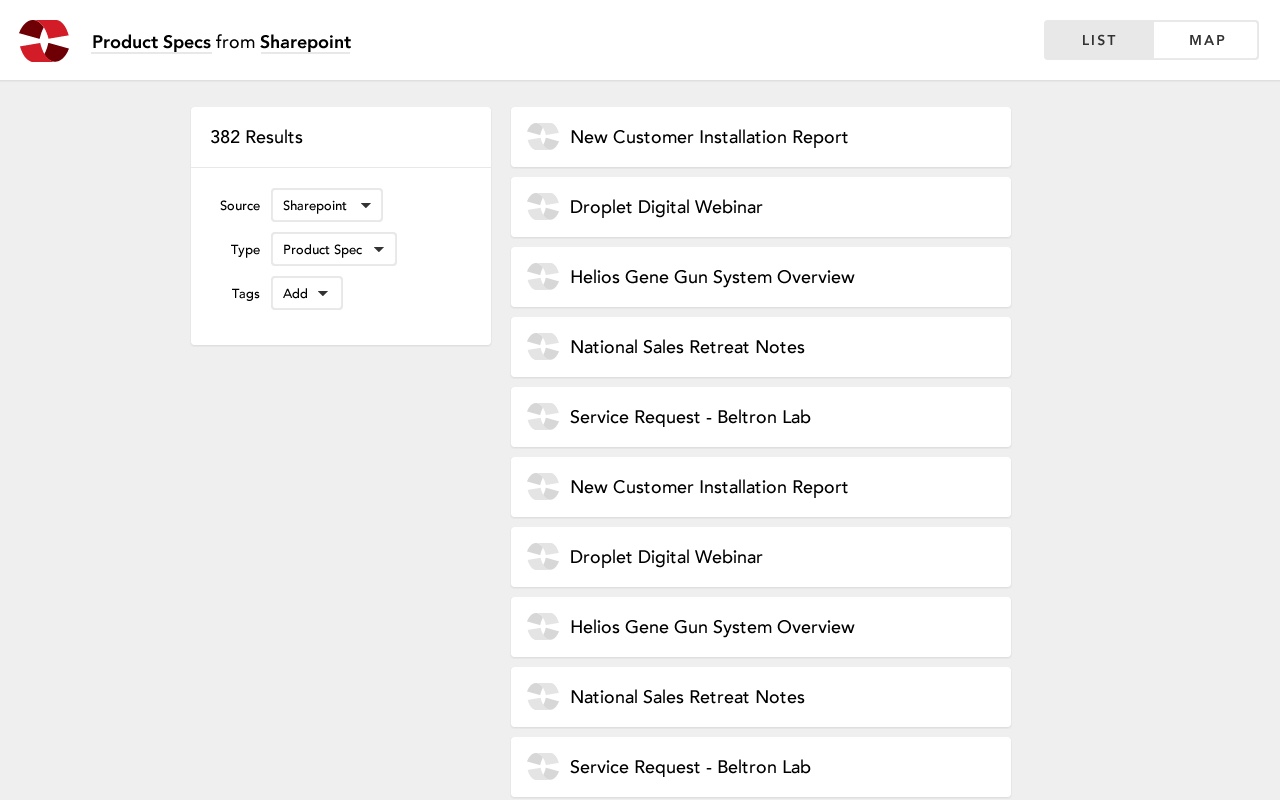 Product Specs from Sharepoint
LIST
MAP
382 Results
Source Sharepoint
Type Product Spec
Tags Add
New Customer Installation Report
Droplet Digital Webinar
Helios Gene Gun System Overview
National Sales Retreat Notes
Service Request - Beltron Lab
New Customer Installation Report
Droplet Digital Webinar
Helios Gene Gun System Overview
National Sales Retreat Notes
Service Request - Beltron Lab